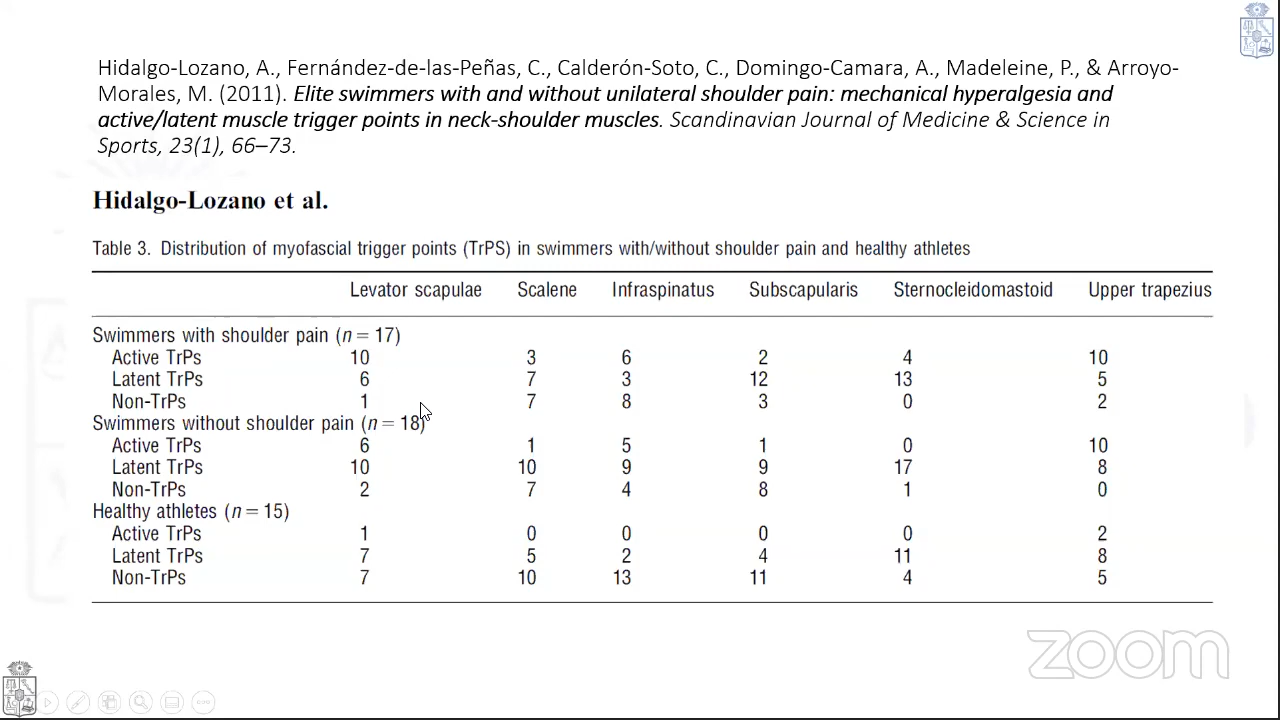 Hidalgo-Lozano, A., Fernández-de-las-Peñas, C., Calderón-Soto, C., Domingo-Camara, A., Madeleine, P., & Arroyo-
Morales, M. (2011). Elite swimmers with and without unilateral shoulder pain: mechanical hyperalgesia and
active/latent muscle trigger points in neck-shoulder muscles. Scandinavian Journal of Medicine & Science in
Sports, 23(1), 66–73.
Hidalgo-Lozano et al.
Table 3. Distribution of myofascial trigger points (TrPS) in swimmers with/without shoulder pain and healthy athletes
Levator scapulae Scalene Infraspinatus Subscapularis Sternocleidomastoid Upper trapezius
Swimmers with shoulder pain (n = 17)
Active TrPs 10 3 6 2 4 10
Latent TrPs 6 7 3 12 13 5
Non-TrPs 1 7 8 3 0 2
Swimmers without shoulder pain (n = 18)
Active TrPs 6 1 5 1 0 10
Latent TrPs 10 10 9 9 17 8
Non-TrPs 2 7 4 8 1 0
Healthy athletes (n = 15)
Active TrPs 1 0 0 0 0 2
Latent TrPs 7 5 2 4 11 8
Non-TrPs 7 10 13 11 4 5
zoom